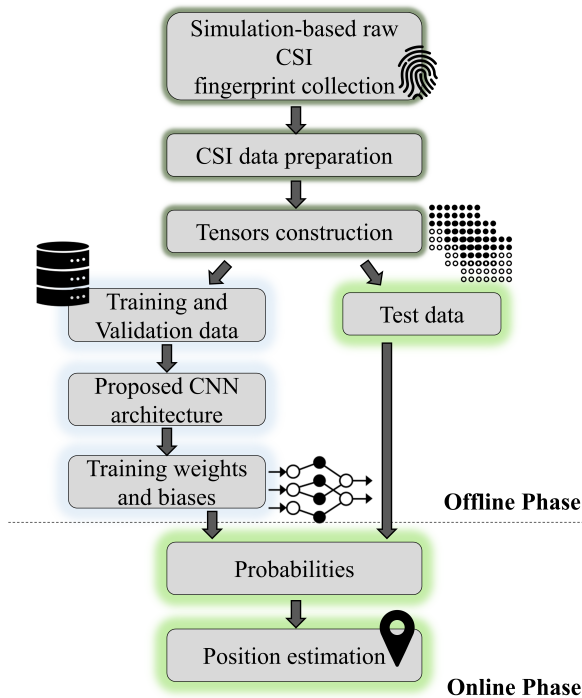 Simulation-based raw
CSI
fingerprint collection
CSI data preparation
Tensors construction
Training and
Validation data
Test data
Proposed CNN
architecture
Training weights
and biases
Offline Phase
Probabilities
Position estimation
Online Phase